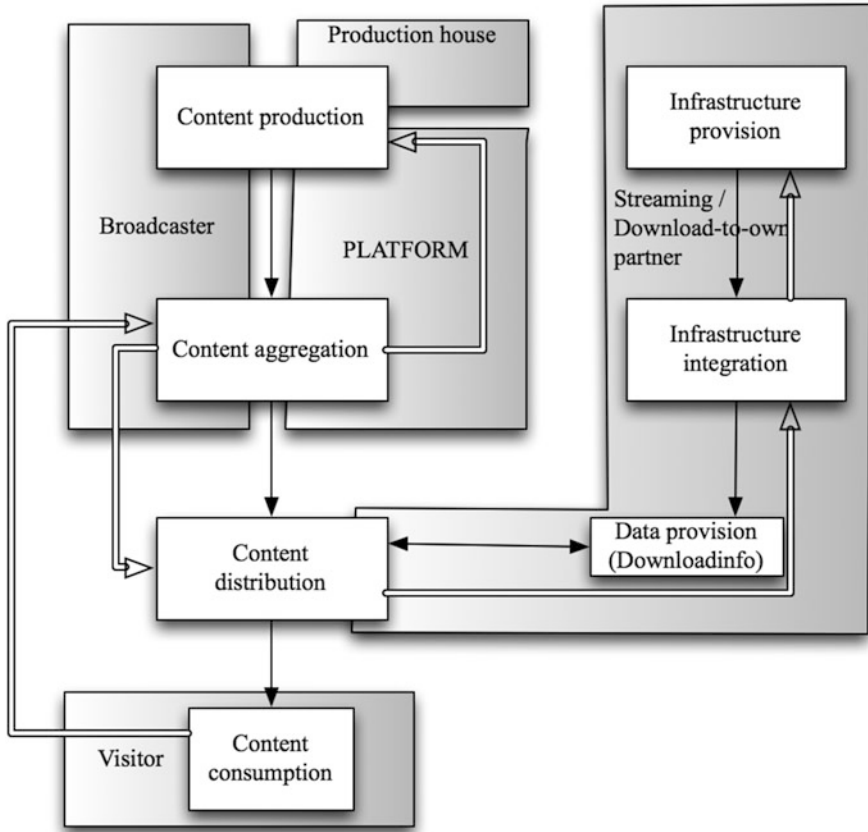 Production house
Content production
Infrastructure
provision
Broadcaster
PLATFORM
Streaming /
Download-to-own
partner
Content aggregation
Infrastructure
integration
Content
distribution
Data provision
(Downloadinfo)
Visitor
Content
consumption